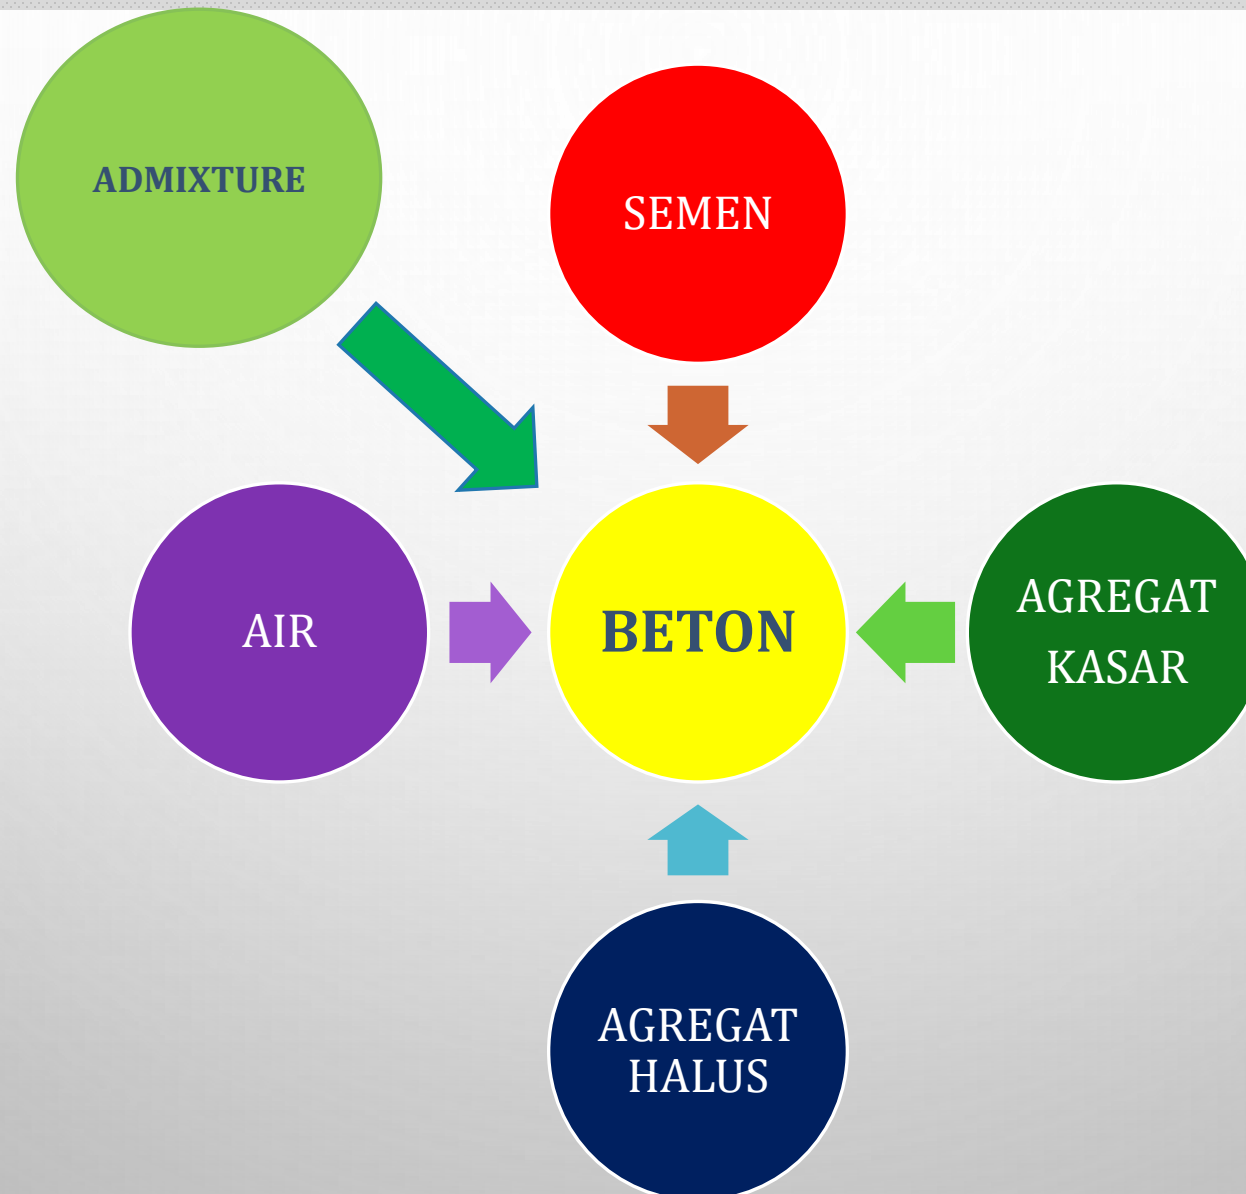 ADMIXTURE
SEMEN
AIR
BETON
AGREGAT
KASAR
AGREGAT
HALUS